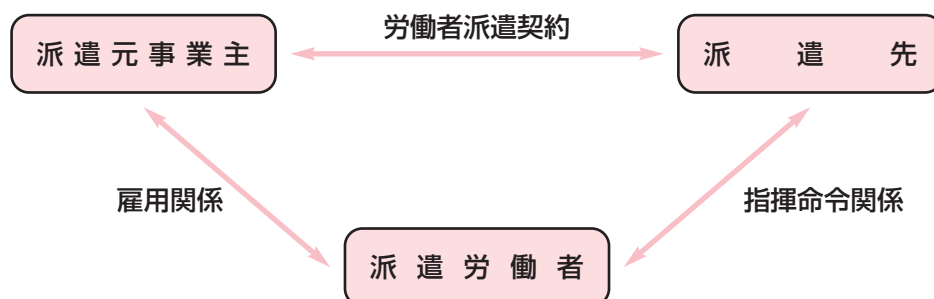 労働者派遣契約
派遣元事業主
派遣先
雇用関係
指揮命令関係
派遣労働者